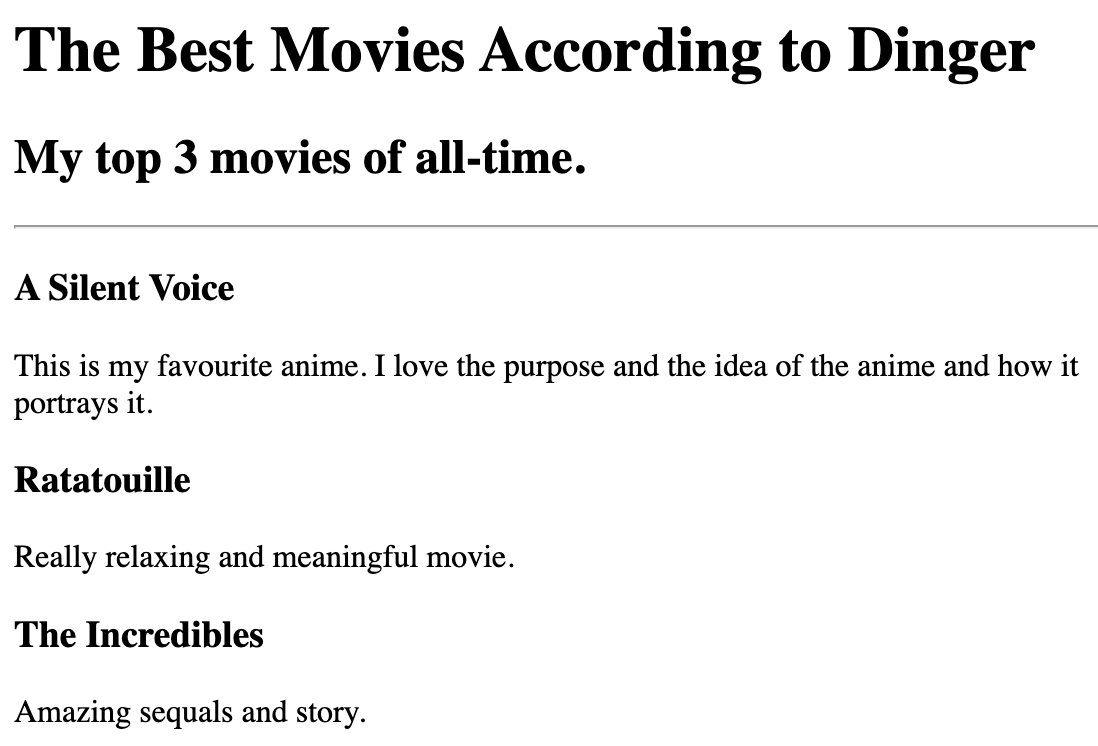 The Best Movies According to Dinger
My top 3 movies of all-time.
A Silent Voice
This is my favourite anime. I love the purpose and the idea of the anime and how it
portrays it.
Ratatouille
Really relaxing and meaningful movie.
The Incredibles
Amazing sequals and story.